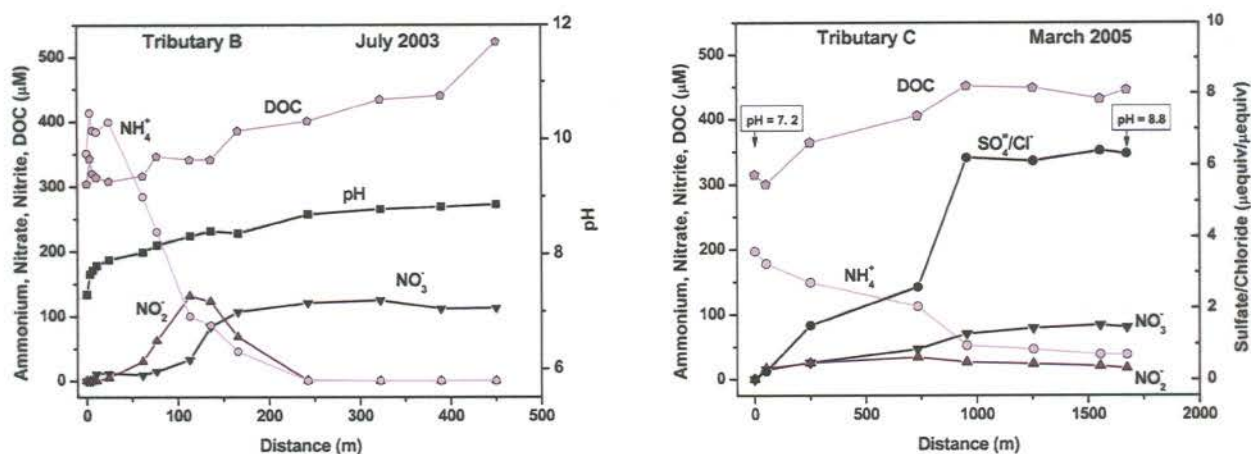 Tributary B July 2003
Ammonium, Nitrate, Nitrite, DOC (µM)
500
400
300
200
100
0
NH₄⁺
DOC
pH
NO₂⁻
NO₃⁻
12
10
8
6
pH
0 100 200 300 400 500
Distance (m)
Tributary C March 2005
Ammonium, Nitrate, Nitrite, DOC (µM)
500
400
300
200
100
0
DOC
pH = 7.2
pH = 8.8
SO₄⁼/Cl⁻
NH₄⁺
NO₃⁻
NO₂⁻
10
8
6
4
2
0
Sulfate/Chloride (µequiv/µequiv)
0 500 1000 1500 2000
Distance (m)